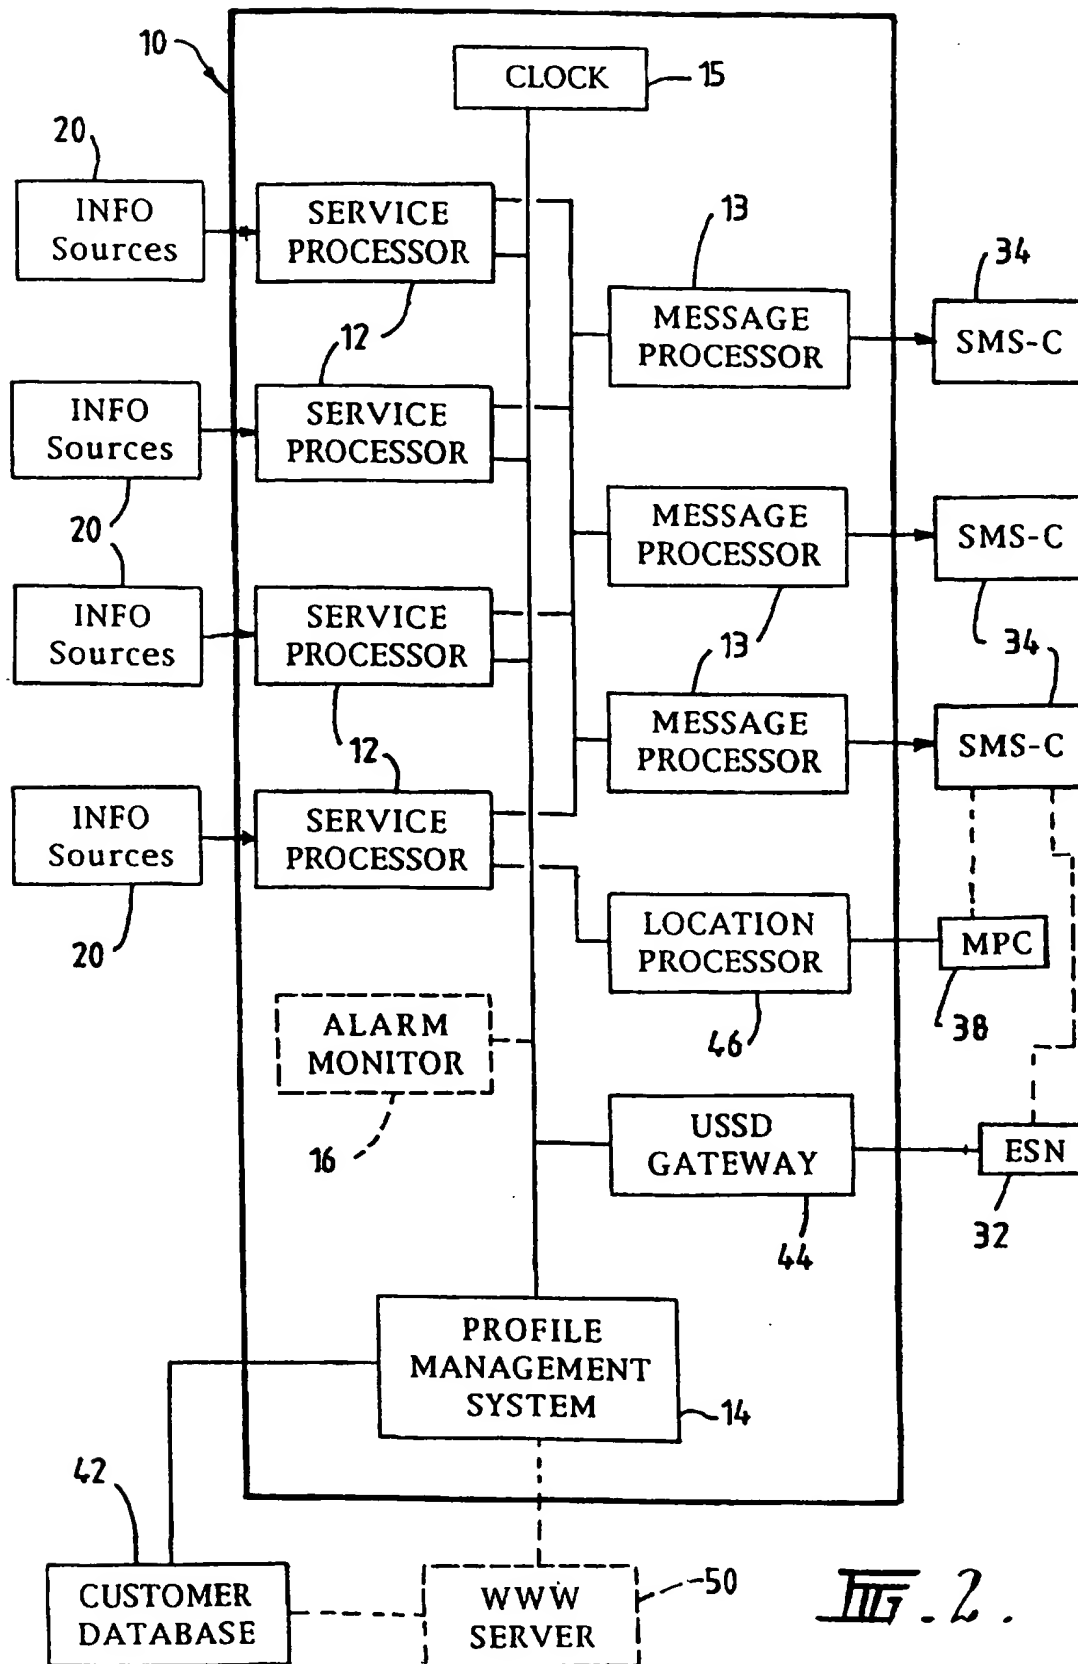 10
CLOCK
15
20
INFO
Sources
SERVICE
PROCESSOR
13
34
12
MESSAGE
PROCESSOR
SMS-C
INFO
Sources
SERVICE
PROCESSOR
20
MESSAGE
PROCESSOR
SMS-C
INFO
Sources
SERVICE
PROCESSOR
13
34
12
MESSAGE
PROCESSOR
SMS-C
INFO
Sources
SERVICE
PROCESSOR
20
LOCATION
PROCESSOR
MPC
46
38
ALARM
MONITOR
16
USSD
GATEWAY
ESN
44
32
PROFILE
MANAGEMENT
SYSTEM
14
42
CUSTOMER
DATABASE
WWW
SERVER
50
FIG. 2.